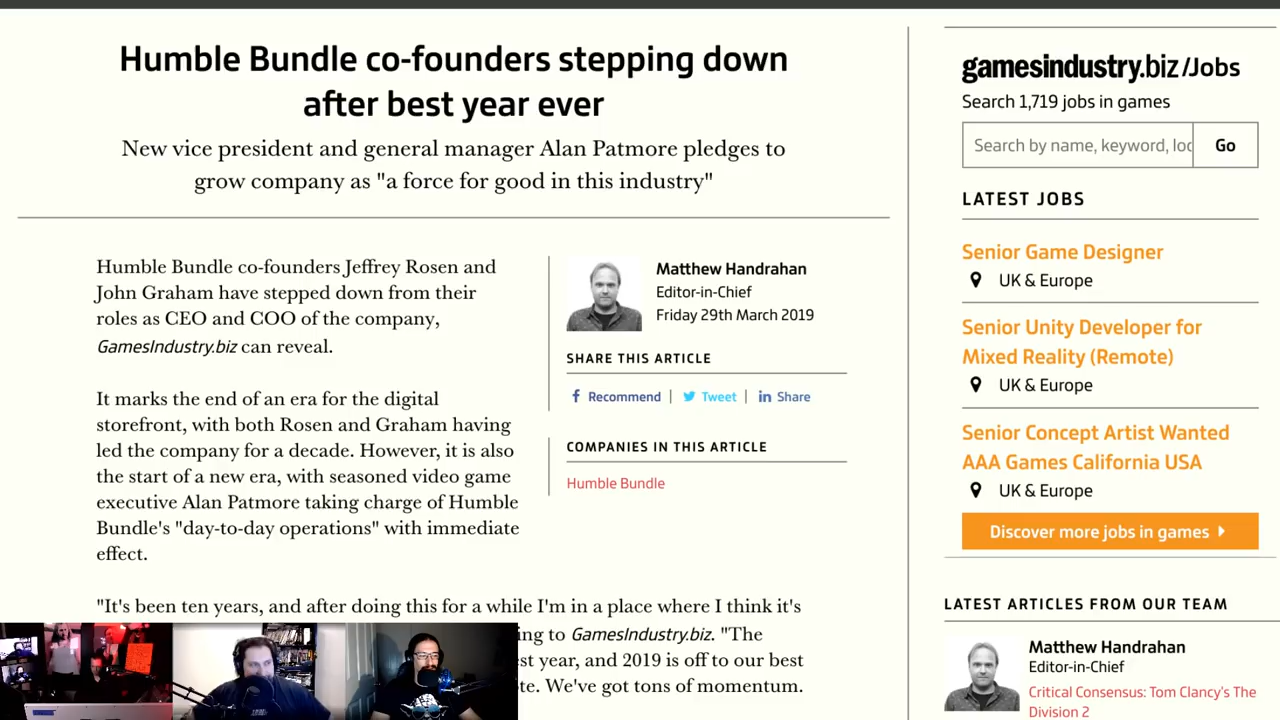 Humble Bundle co-founders stepping down
after best year ever
New vice president and general manager Alan Patmore pledges to
grow company as "a force for good in this industry"
Humble Bundle co-founders Jeffrey Rosen and
John Graham have stepped down from their
roles as CEO and COO of the company,
GamesIndustry.biz can reveal.
It marks the end of an era for the digital
storefront, with both Rosen and Graham having
led the company for a decade. However, it is also
the start of a new era, with seasoned video game
executive Alan Patmore taking charge of Humble
Bundle's "day-to-day operations" with immediate
effect.
"It's been ten years, and after doing this for a while I'm in a place where I think it's
ing to GamesIndustry.biz. "The
st year, and 2019 is off to our best
te. We've got tons of momentum.
Matthew Handrahan
Editor-in-Chief
Friday 29th March 2019
SHARE THIS ARTICLE
Recommend | Tweet | Share
COMPANIES IN THIS ARTICLE
Humble Bundle
gamesindustry.biz/Jobs
Search 1,719 jobs in games
Search by name, keyword, loc Go
LATEST JOBS
Senior Game Designer
UK & Europe
Senior Unity Developer for
Mixed Reality (Remote)
UK & Europe
Senior Concept Artist Wanted
AAA Games California USA
UK & Europe
Discover more jobs in games
LATEST ARTICLES FROM OUR TEAM
Matthew Handrahan
Editor-in-Chief
Critical Consensus: Tom Clancy's The
Division 2